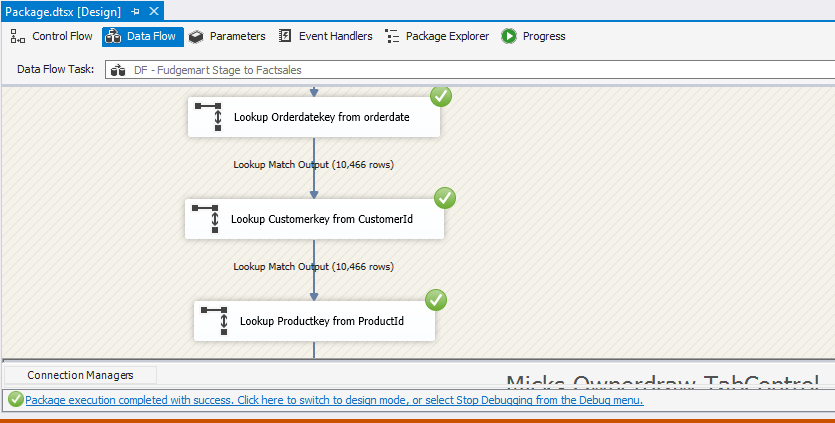 Package.dtsx [Design]
Control Flow Data Flow Parameters Event Handlers Package Explorer Progress
Data Flow Task: DF - Fudgemart Stage to Factsales
Lookup Orderdatekey from orderdate
Lookup Match Output (10,466 rows)
Lookup Customerkey from CustomerId
Lookup Match Output (10,466 rows)
Lookup Productkey from ProductId
Connection Managers
Micks Ownerdraw TabControl
Package execution completed with success. Click here to switch to design mode, or select Stop Debugging from the Debug menu.